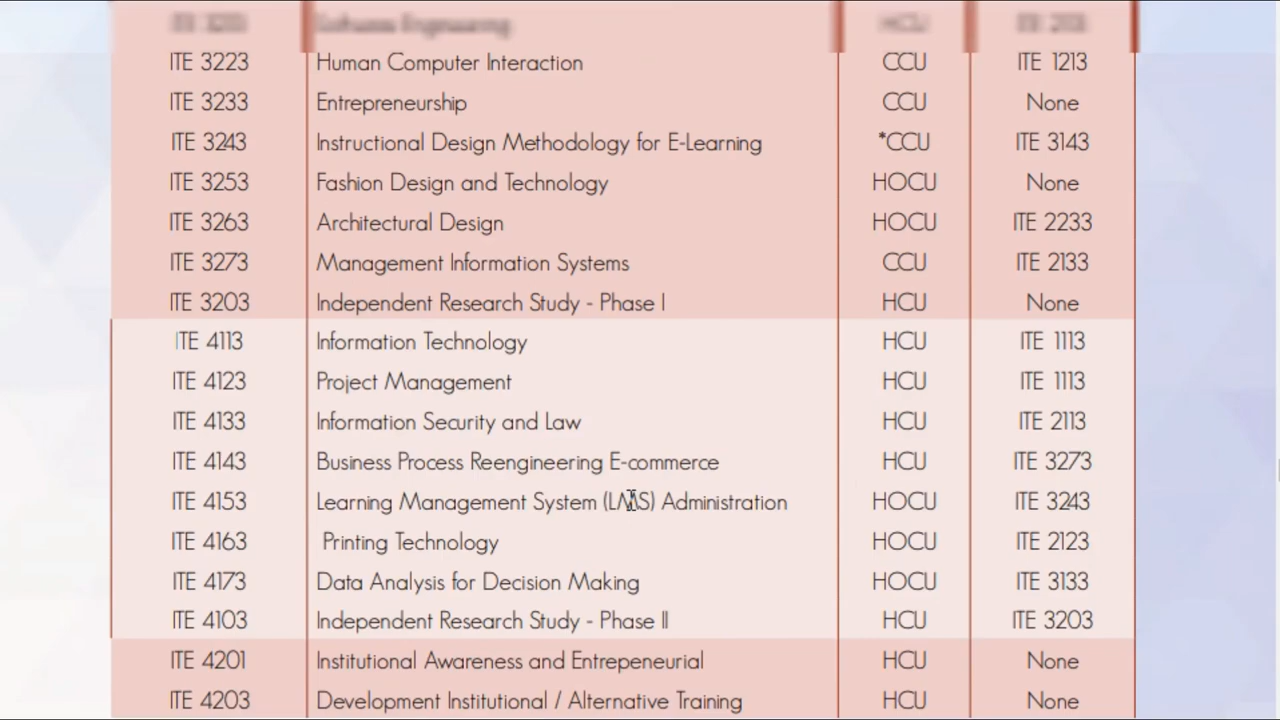 ITE 3223 Human Computer Interaction CCU ITE 1213
ITE 3233 Entrepreneurship CCU None
ITE 3243 Instructional Design Methodology for E-Learning *CCU ITE 3143
ITE 3253 Fashion Design and Technology HOCU None
ITE 3263 Architectural Design HOCU ITE 2233
ITE 3273 Management Information Systems CCU ITE 2133
ITE 3203 Independent Research Study - Phase I HCU None
ITE 4113 Information Technology HCU ITE 1113
ITE 4123 Project Management HCU ITE 1113
ITE 4133 Information Security and Law HCU ITE 2113
ITE 4143 Business Process Reengineering E-commerce HCU ITE 3273
ITE 4153 Learning Management System (LMS) Administration HOCU ITE 3243
ITE 4163 Printing Technology HOCU ITE 2123
ITE 4173 Data Analysis for Decision Making HOCU ITE 3133
ITE 4103 Independent Research Study - Phase II HCU ITE 3203
ITE 4201 Institutional Awareness and Entrepeneurial HCU None
ITE 4203 Development Institutional / Alternative Training HCU None